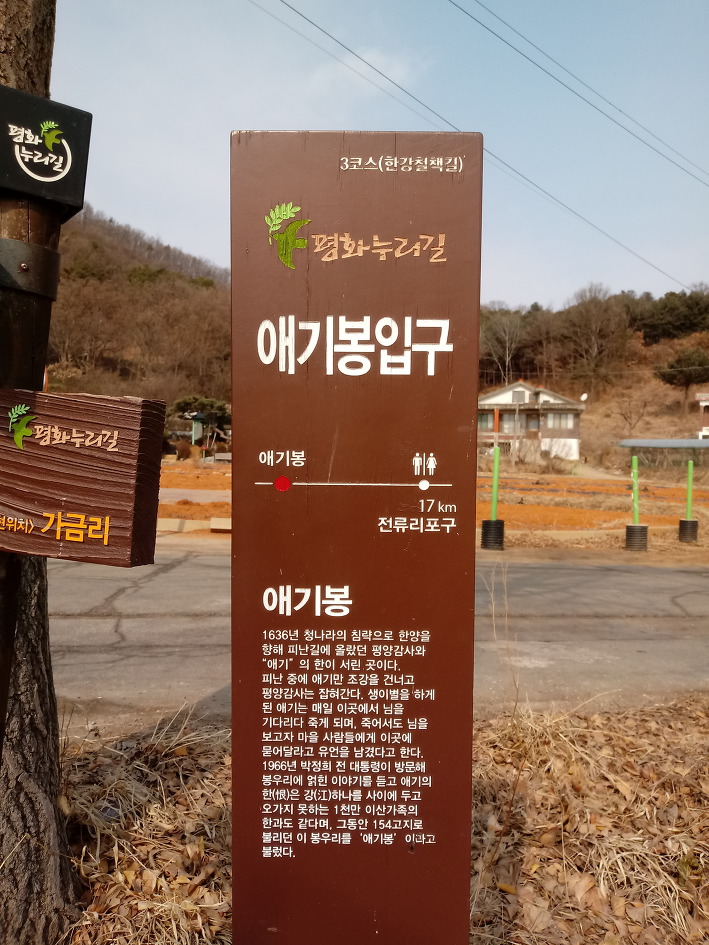 평화
누리길
평화누리길
현위치> 가금리
3코스(한강철책길)
평화누리길
애기봉입구
애기봉
17 km
전류리포구
애기봉
1636년 청나라의 침략으로 한양을
향해 피난길에 올랐던 평양감사와
“애기” 의 한이 서린 곳이다.
피난 중에 애기만 조강을 건너고
평양감사는 잡혀간다. 생이별을 하게
된 애기는 매일 이곳에서 님을
기다리다 죽게 되며, 죽어서도 님을
보고자 마을 사람들에게 이곳에
묻어달라고 유언을 남겼다고 한다.
1966년 박정희 전 대통령이 방문해
봉우리에 얽힌 이야기를 듣고 애기의
한(恨)은 강(江)하나를 사이에 두고
오가지 못하는 1천만 이산가족의
한과도 같다며, 그동안 154고지로
불리던 이 봉우리를 ‘애기봉’ 이라고
불렀다.